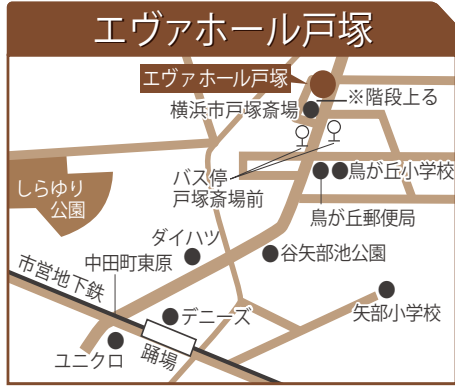 エヴァホール戸塚
エヴァホール戸塚
※階段上る
横浜市戸塚斎場
鳥が丘小学校
バス停
戸塚斎場前
しらゆり
公園
鳥が丘郵便局
ダイハツ
谷矢部池公園
中田町東原
市営地下鉄
矢部小学校
デニーズ
踊場
ユニクロ